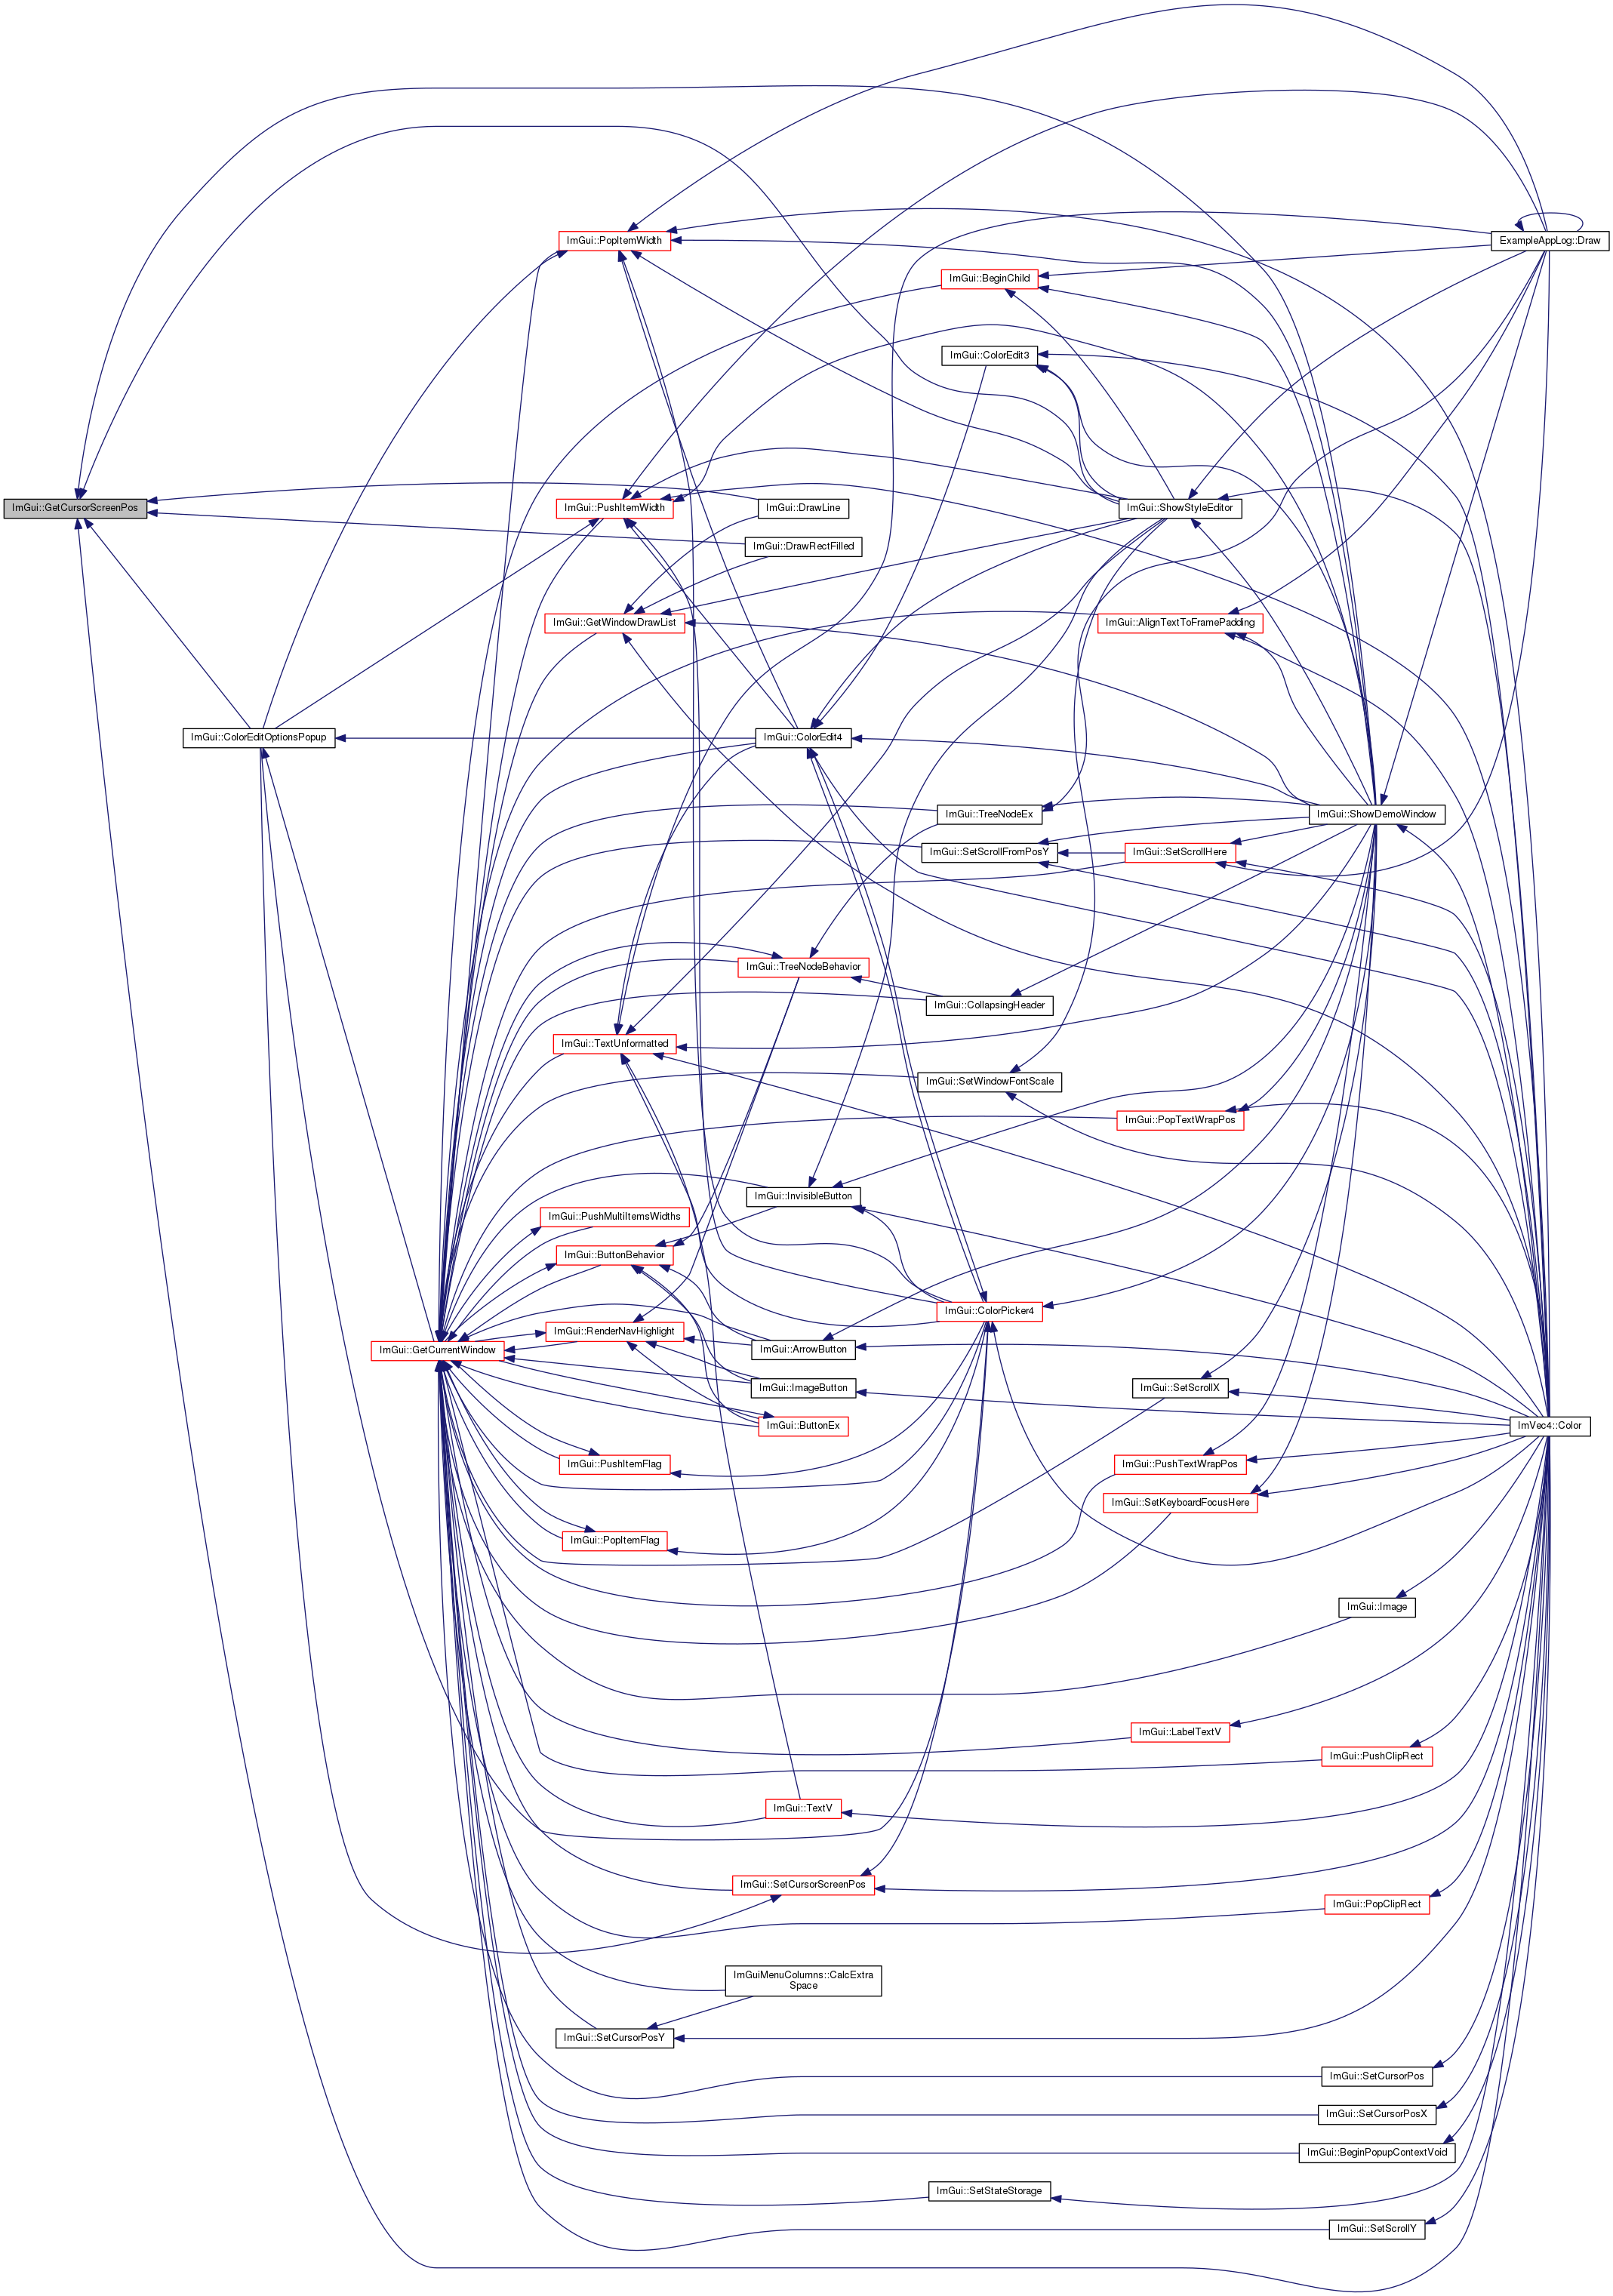 ExampleAppLog::Draw
ImGui::PopItemWidth
ImGui::BeginChild
ImGui::ColorEdit3
ImGui::GetCursorScreenPos
ImGui::PushItemWidth
ImGui::DrawLine
ImGui::ShowStyleEditor
ImGui::DrawRectFilled
ImGui::GetWindowDrawList
ImGui::AlignTextToFramePadding
ImGui::ColorEditOptionsPopup
ImGui::ColorEdit4
ImGui::TreeNodeEx
ImGui::ShowDemoWindow
ImGui::SetScrollFromPosY
ImGui::SetScrollHere
ImGui::TreeNodeBehavior
ImGui::CollapsingHeader
ImGui::TextUnformatted
ImGui::SetWindowFontScale
ImGui::PopTextWrapPos
ImGui::InvisibleButton
ImGui::PushMultiItemsWidths
ImGui::ButtonBehavior
ImGui::ColorPicker4
ImGui::RenderNavHighlight
ImGui::GetCurrentWindow
ImGui::ArrowButton
ImGui::ImageButton
ImGui::SetScrollX
ImGui::ButtonEx
ImVec4::Color
ImGui::PushItemFlag
ImGui::PushTextWrapPos
ImGui::SetKeyboardFocusHere
ImGui::PopItemFlag
ImGui::Image
ImGui::LabelTextV
ImGui::PushClipRect
ImGui::TextV
ImGui::SetCursorScreenPos
ImGui::PopClipRect
ImGuiMenuColumns::CalcExtra
Space
ImGui::SetCursorPosY
ImGui::SetCursorPos
ImGui::SetCursorPosX
ImGui::BeginPopupContextVoid
ImGui::SetStateStorage
ImGui::SetScrollY